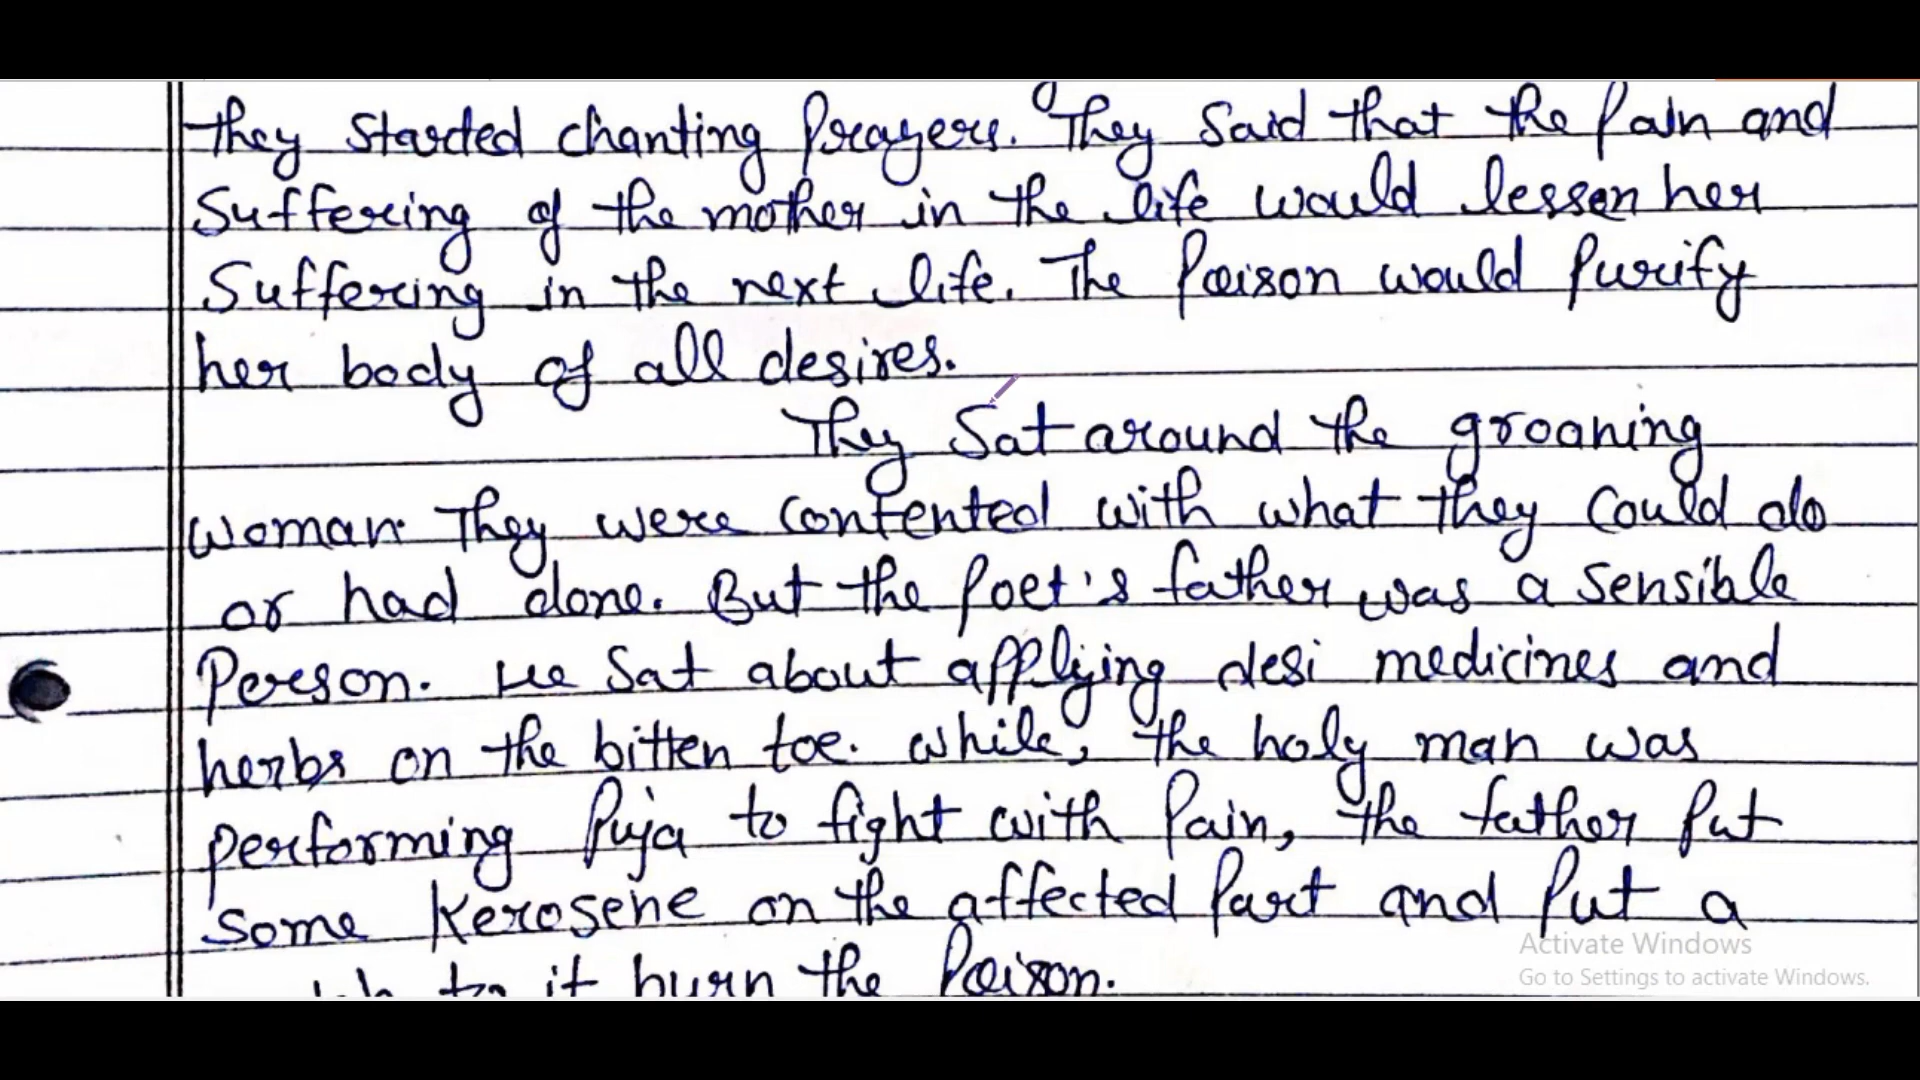 they started chanting prayers. They said that the pain and
suffering of the mother in the life would lessen her
suffering in the next life. The poison would purify
her body of all desires.
They sat around the groaning
woman. They were contented with what they could do
or had done. But the poet's father was a sensible
person. He sat about applying desi medicines and
herbs on the bitten toe. while, the holy man was
performing puja to fight with pain, the father put
some kerosene on the affected part and put a
to it burn the poison.
Activate Windows
Go to Settings to activate Windows.